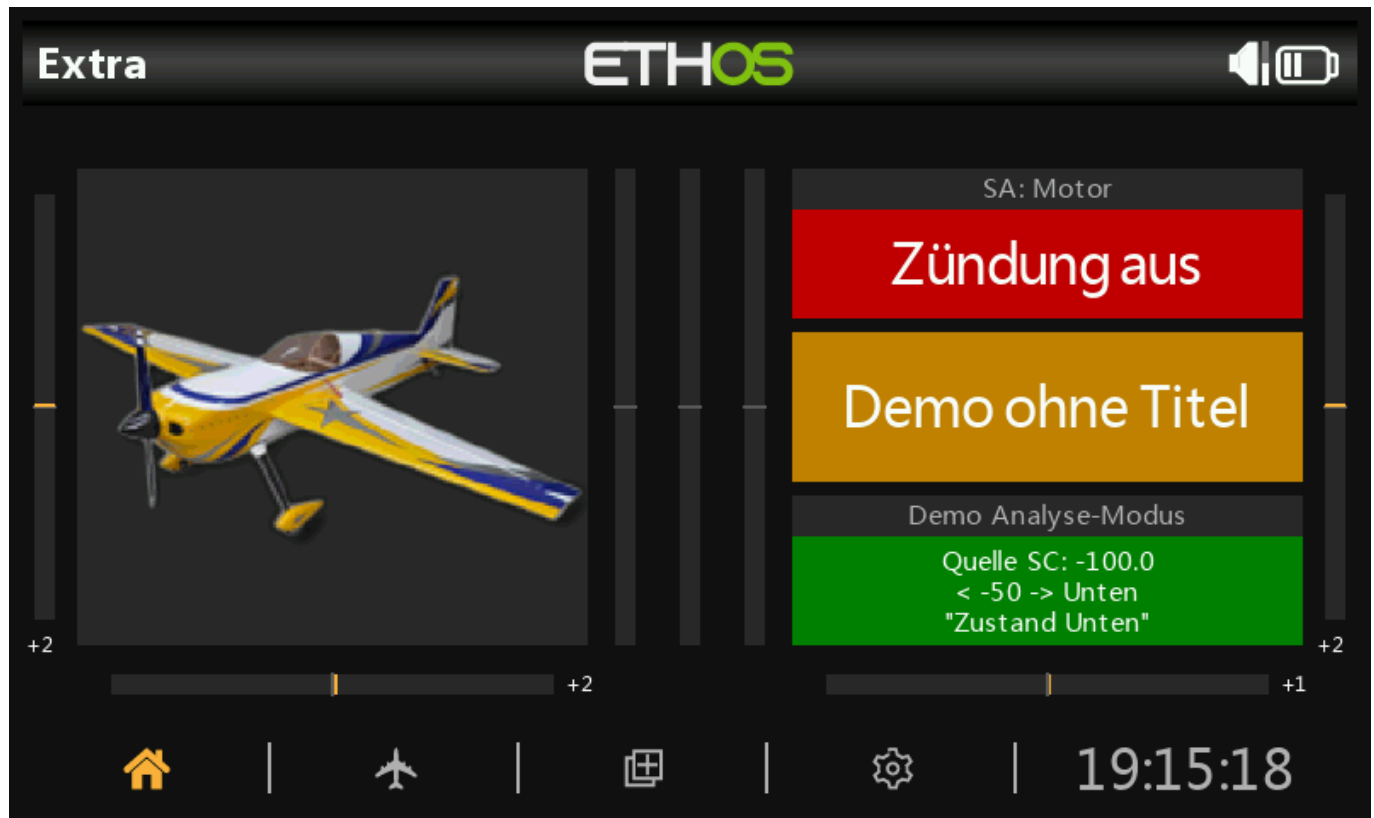 Extra
ETHOS
SA: Motor
Zündung aus
Demo ohne Titel
Demo Analyse-Modus
Quelle SC: -100.0
< -50 -> Unten
"Zustand Unten"
+2
+2
+2
+1
19:15:18